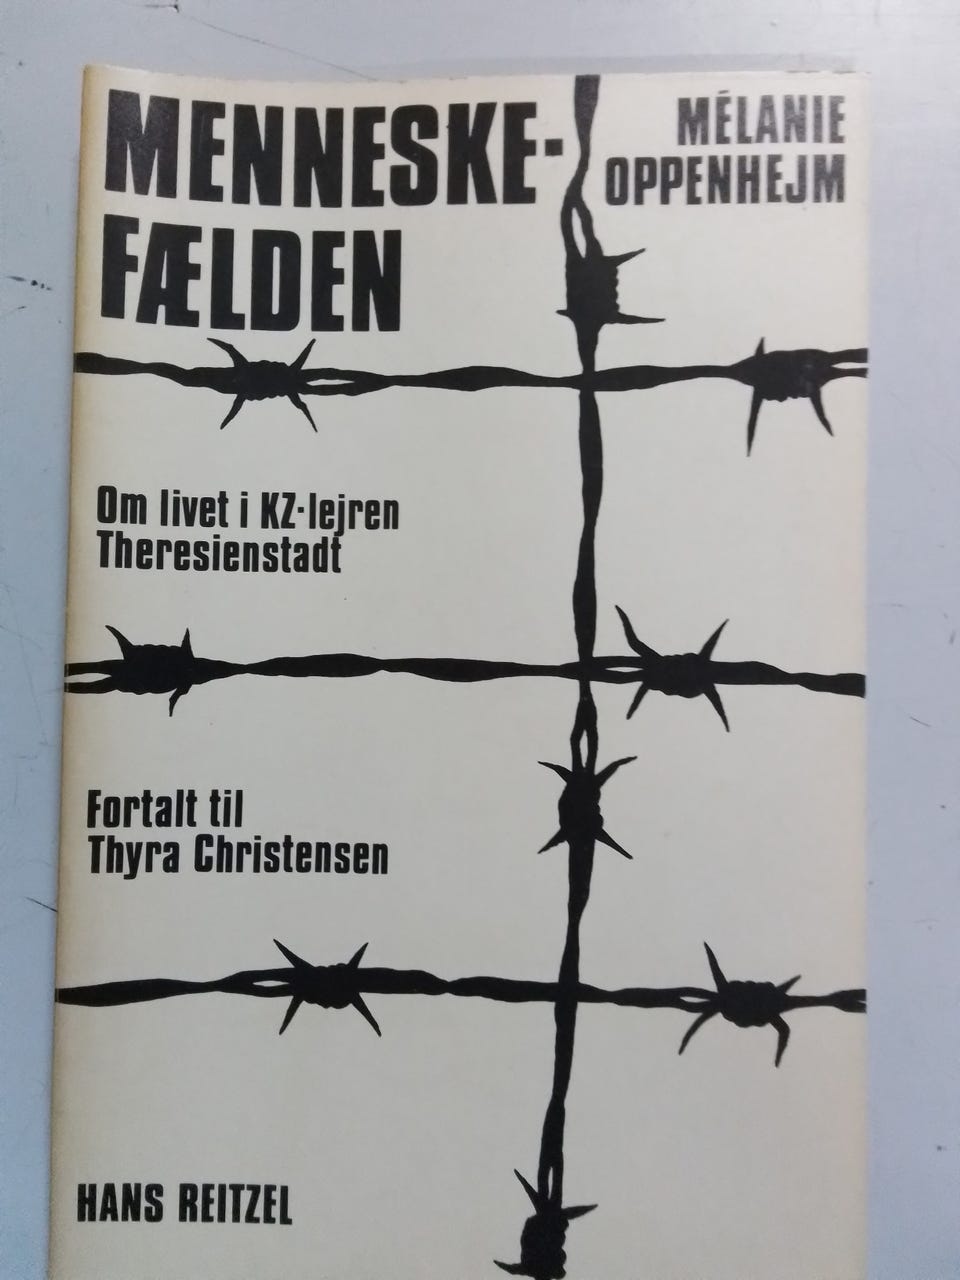 MENNESKE-
FÆLDEN
MÉLANIE
OPPENHEJM
Om livet i KZ-lejren
Theresienstadt
Fortalt til
Thyra Christensen
HANS REITZEL